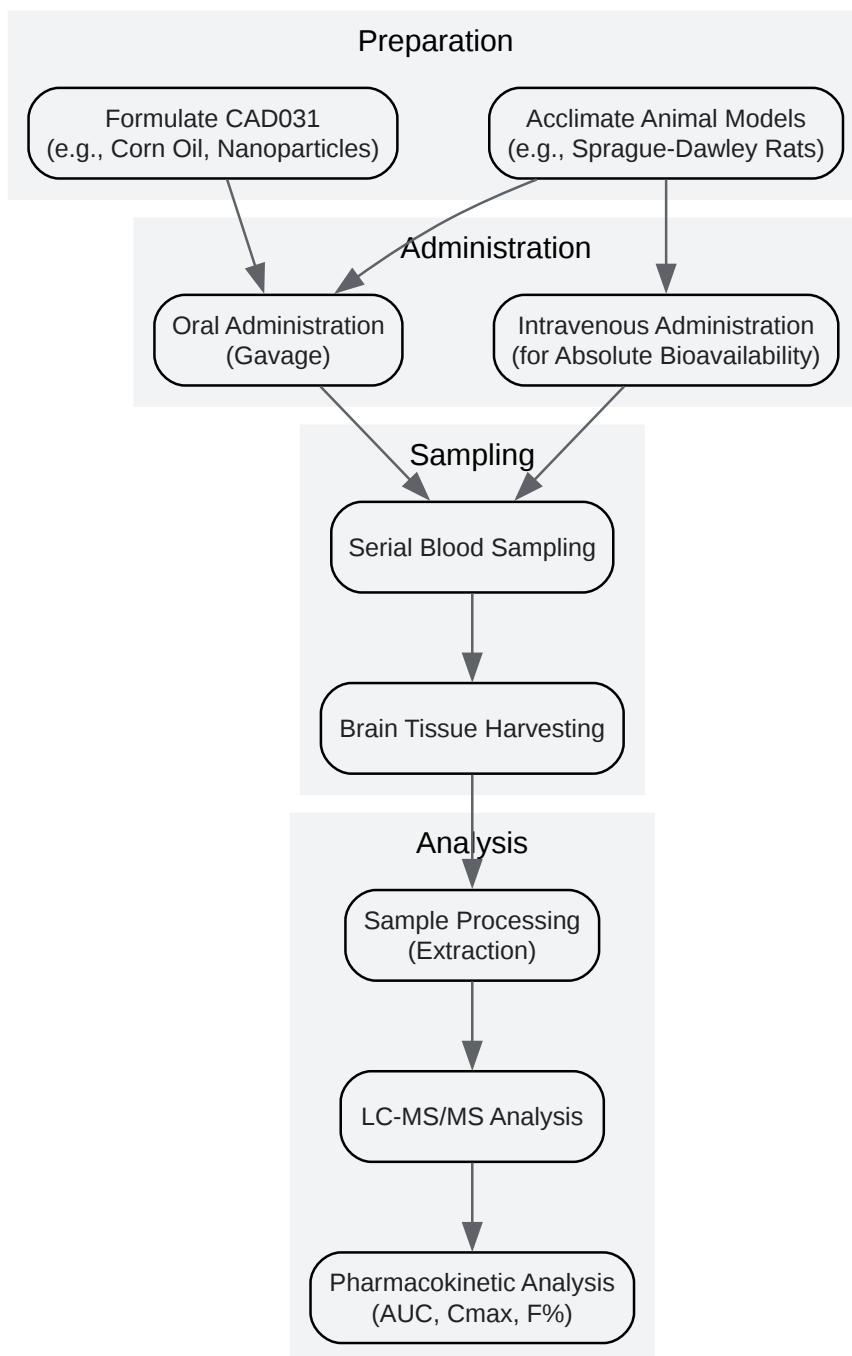 Preparation
Formulate CAD031
(e.g., Corn Oil, Nanoparticles)
Acclimate Animal Models
(e.g., Sprague-Dawley Rats)
Administration
Oral Administration
(Gavage)
Intravenous Administration
(for Absolute Bioavailability)
Sampling
Serial Blood Sampling
Brain Tissue Harvesting
Analysis
Sample Processing
(Extraction)
LC-MS/MS Analysis
Pharmacokinetic Analysis
(AUC, Cmax, F%)